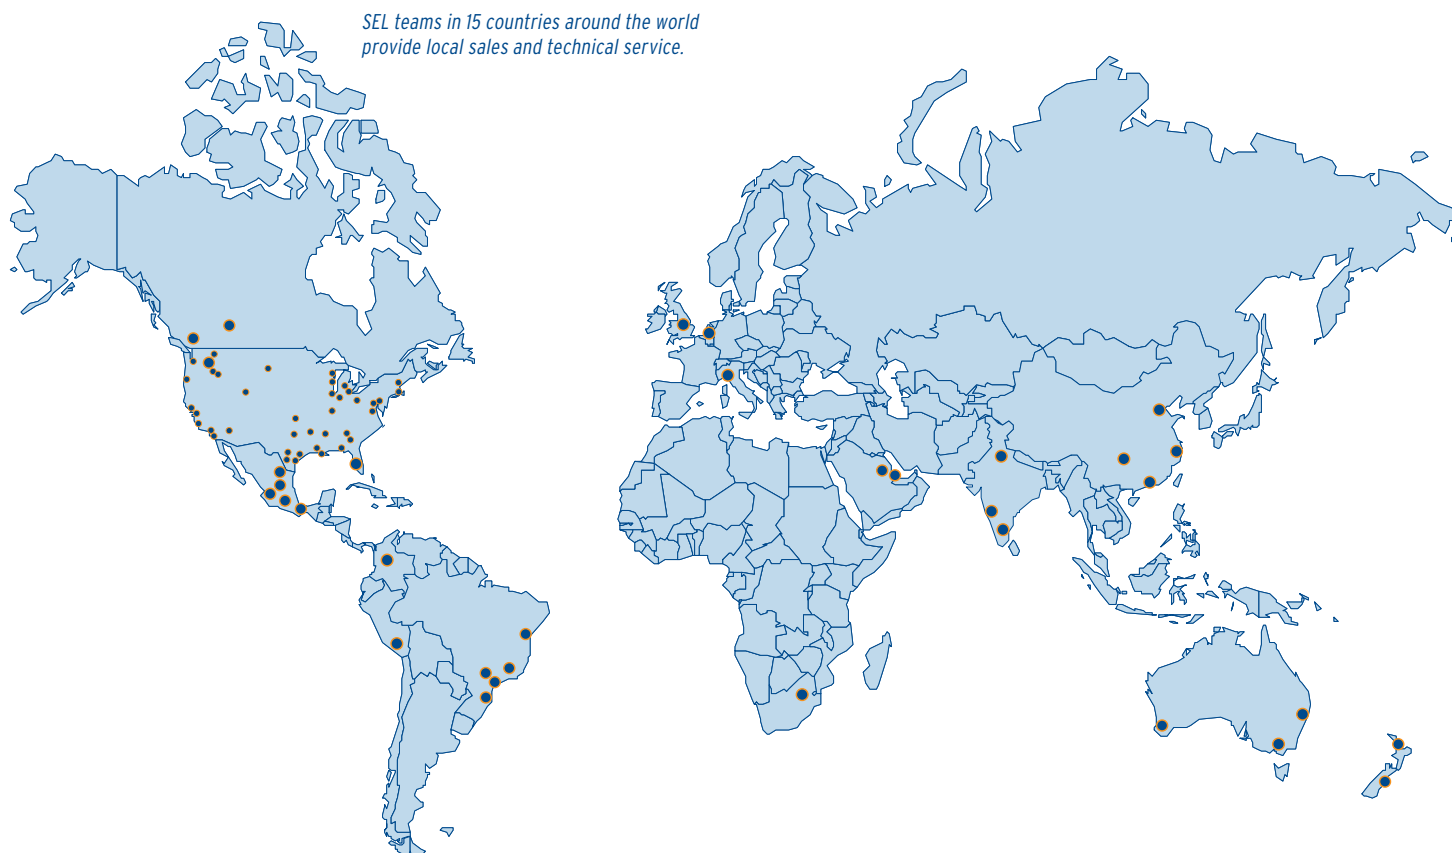 SEL teams in 15 countries around the world
provide local sales and technical service.